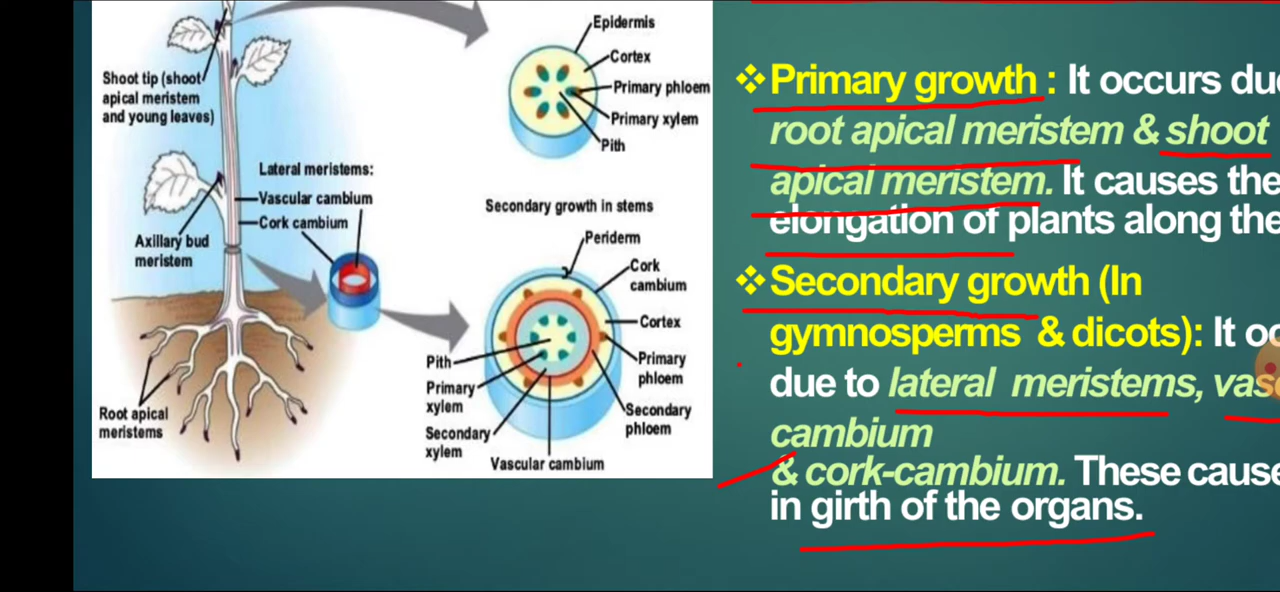 Shoot tip (shoot
apical meristem
and young leaves)
Lateral meristems:
Vascular cambium
Cork cambium
Axillary bud
meristem
Root apical
meristems
Epidermis
Cortex
Primary phloem
Primary xylem
Pith
Secondary growth in stems
Periderm
Cork
cambium
Cortex
Primary
phloem
Secondary
phloem
Pith
Primary
xylem
Secondary
xylem
Vascular cambium
❖Primary growth : It occurs
root apical meristem & shoot
apical meristem. It causes the
elongation of plants along the
❖Secondary growth (In
gymnosperms & dicots): It
due to lateral meristems,
cambium
& cork-cambium. These cause
in girth of the organs.